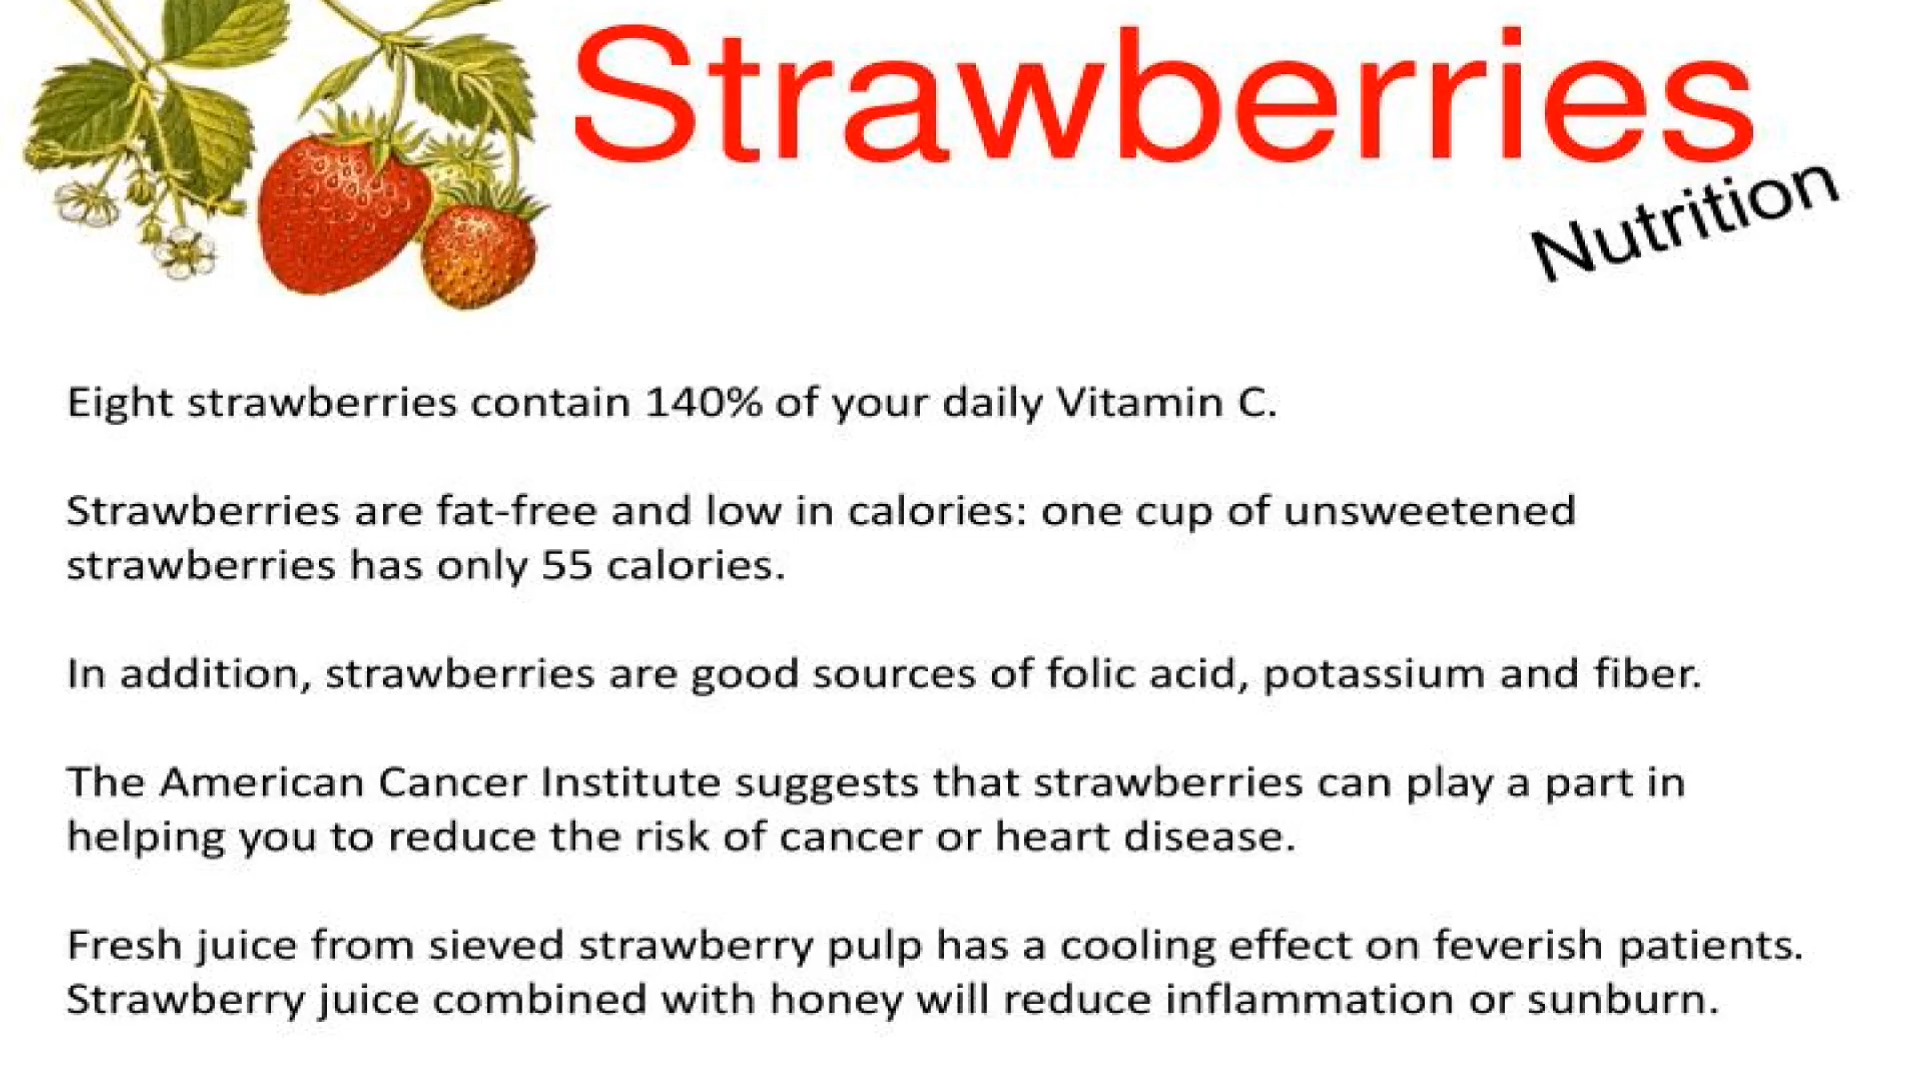 Strawberries
Nutrition
Eight strawberries contain 140% of your daily Vitamin C.
Strawberries are fat-free and low in calories: one cup of unsweetened
strawberries has only 55 calories.
In addition, strawberries are good sources of folic acid, potassium and fiber.
The American Cancer Institute suggests that strawberries can play a part in
helping you to reduce the risk of cancer or heart disease.
Fresh juice from sieved strawberry pulp has a cooling effect on feverish patients.
Strawberry juice combined with honey will reduce inflammation or sunburn.